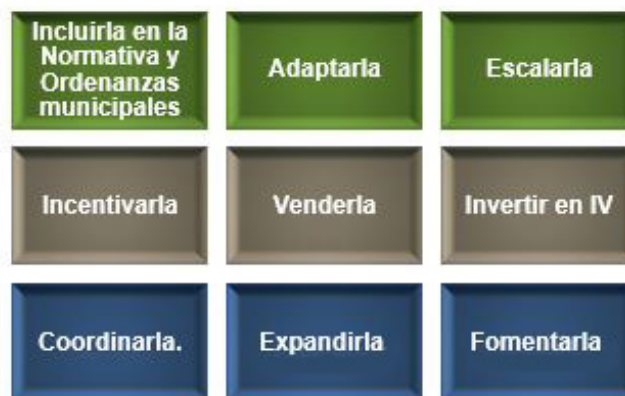 Incluirla en la
Normativa y
Ordenanzas
municipales
Adaptarla
Escalarla
Incentivarla
Venderla
Invertir en IV
Coordinarla.
Expandirla
Fomentarla